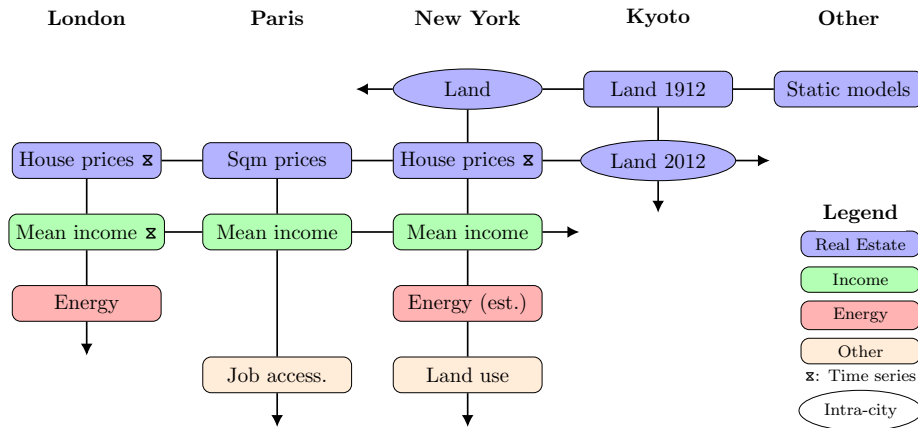 London Paris New York Kyoto Other
Land Land 1912 Static models
House prices ⧖ Sqm prices House prices ⧖ Land 2012
Mean income ⧖ Mean income Mean income
Energy Energy (est.)
Job access. Land use
Legend
Real Estate
Income
Energy
Other
⧖: Time series
Intra-city